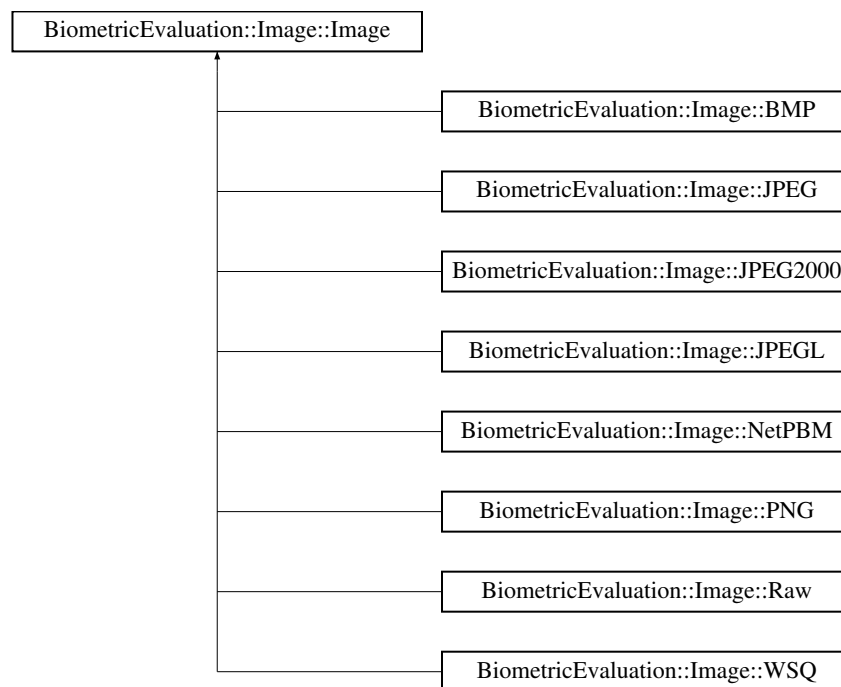 BiometricEvaluation::Image::Image
BiometricEvaluation::Image::BMP
BiometricEvaluation::Image::JPEG
BiometricEvaluation::Image::JPEG2000
BiometricEvaluation::Image::JPEGL
BiometricEvaluation::Image::NetPBM
BiometricEvaluation::Image::PNG
BiometricEvaluation::Image::Raw
BiometricEvaluation::Image::WSQ